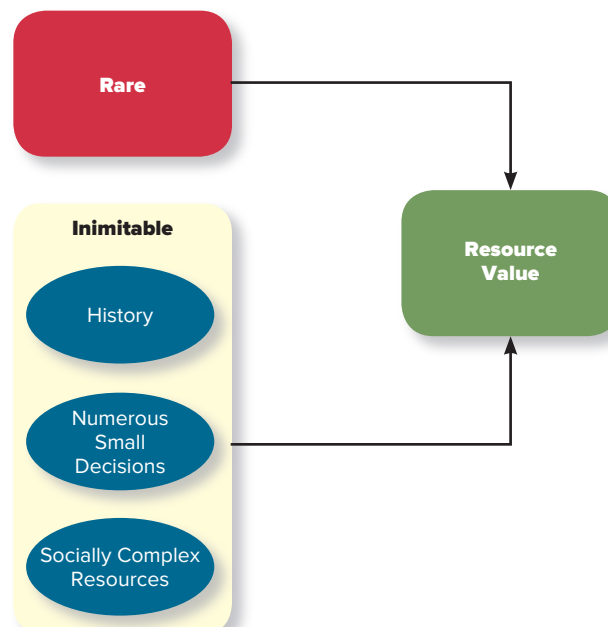 Rare
Inimitable
History
Numerous
Small
Decisions
Socially Complex
Resources
Resource
Value